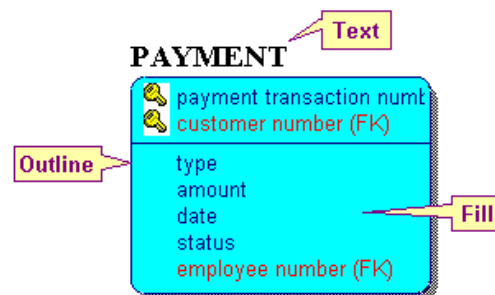 Text
PAYMENT
payment transaction numb
customer number (FK)
Outline
type
amount
date
Fill
status
employee number (FK)